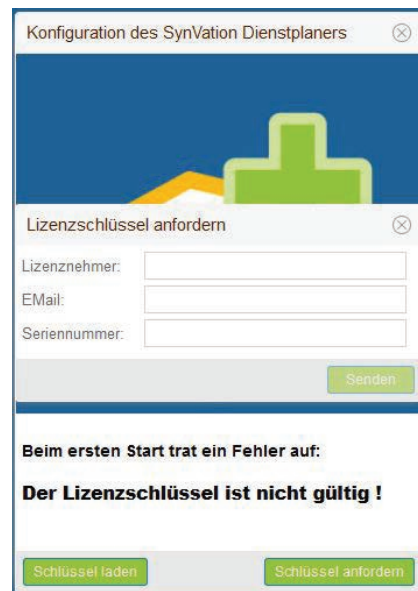 Konfiguration des SynVation Dienstplaners
Lizenzschlüssel anfordern
Lizenznehmer:
EMail:
Seriennummer:
Senden
Beim ersten Start trat ein Fehler auf:
Der Lizenzschlüssel ist nicht gültig !
Schlüssel laden
Schlüssel anfordern